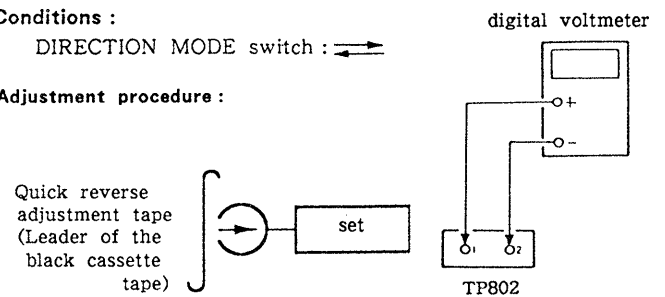 Conditions :
DIRECTION MODE switch :
Adjustment procedure :
digital voltmeter
+
-
Quick reverse
adjustment tape
(Leader of the
black cassette
tape)
set
1 2
TP802